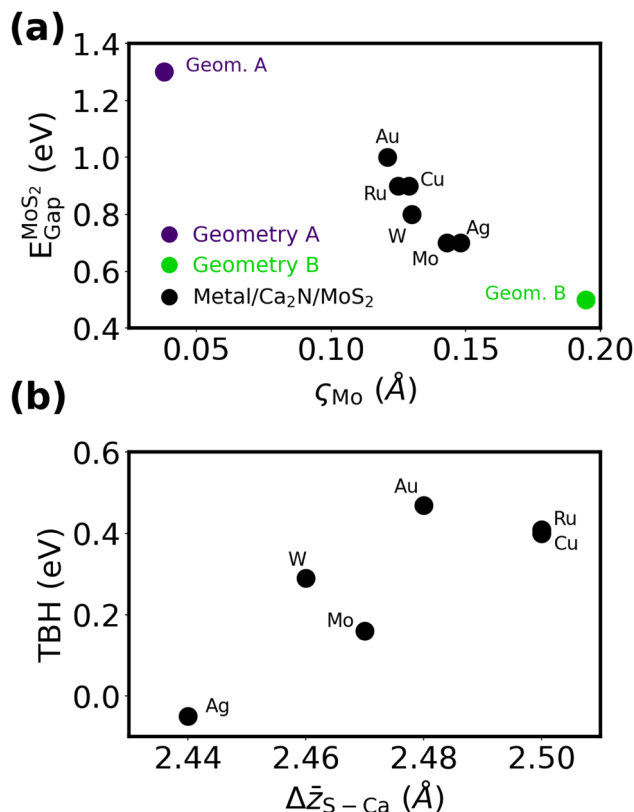 (a)
1.4
1.2
1.0
0.8
0.6
0.4
E_Gap^MoS₂ (eV)
Geom. A
Au
Cu
Ru
W
Ag
Mo
Geom. B
Geometry A
Geometry B
Metal/Ca₂N/MoS₂
0.05 0.10 0.15 0.20
ς_Mo (Å)
(b)
0.6
0.4
0.2
0.0
TBH (eV)
Au
Ru
Cu
W
Mo
Ag
2.44 2.46 2.48 2.50
Δz̄_S−Ca (Å)